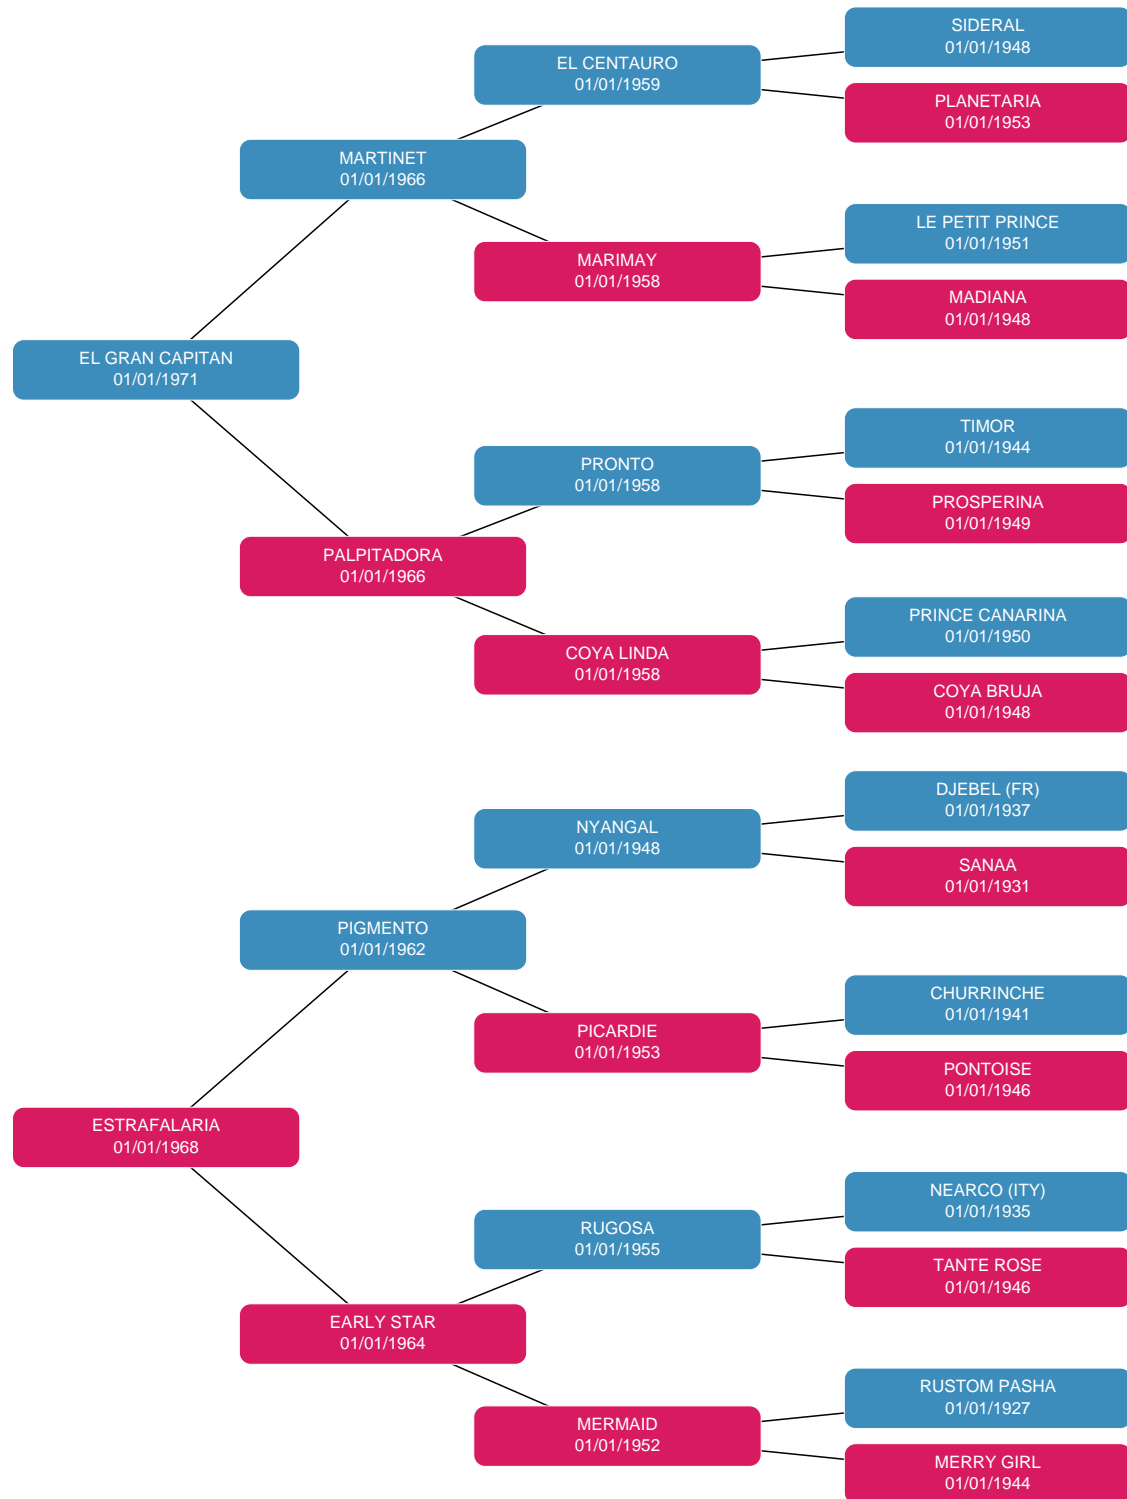 SIDERAL
01/01/1948
EL CENTAURO
01/01/1959
PLANETARIA
01/01/1953
MARTINET
01/01/1966
LE PETIT PRINCE
01/01/1951
MARIMAY
01/01/1958
MADIANA
01/01/1948
EL GRAN CAPITAN
01/01/1971
TIMOR
01/01/1944
PRONTO
01/01/1958
PROSPERINA
01/01/1949
PALPITADORA
01/01/1966
PRINCE CANARINA
01/01/1950
COYA LINDA
01/01/1958
COYA BRUJA
01/01/1948
DJEBEL (FR)
01/01/1937
NYANGAL
01/01/1948
SANAA
01/01/1931
PIGMENTO
01/01/1962
CHURRINCHE
01/01/1941
PICARDIE
01/01/1953
PONTOISE
01/01/1946
ESTRAFALARIA
01/01/1968
NEARCO (ITY)
01/01/1935
RUGOSA
01/01/1955
TANTE ROSE
01/01/1946
EARLY STAR
01/01/1964
RUSTOM PASHA
01/01/1927
MERMAID
01/01/1952
MERRY GIRL
01/01/1944